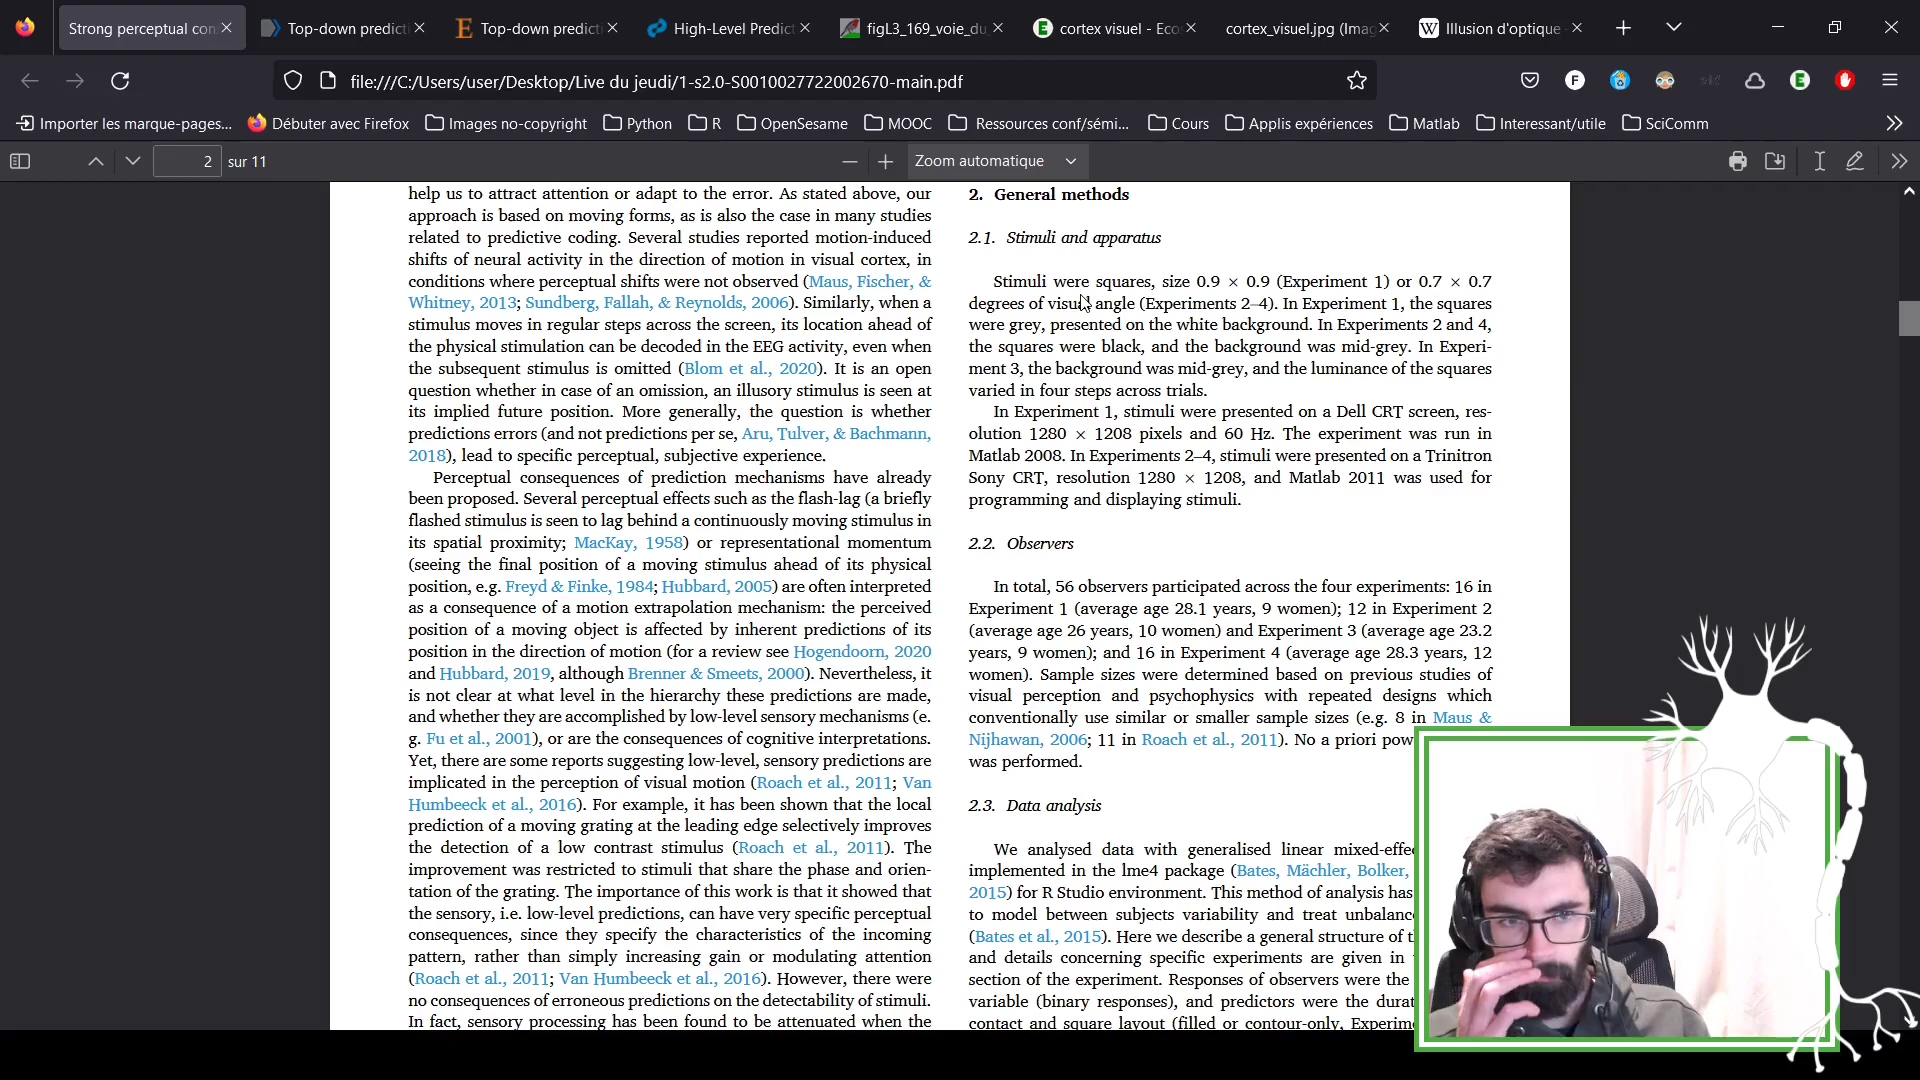 Strong perceptual con
Top-down predicti
Top-down predicti
High-Level Predict
figL3_169_voie_du
cortex visuel - Eco
cortex_visuel.jpg (Imag
Illusion d'optique
file:///C:/Users/user/Desktop/Live du jeudi/1-s2.0-S0010027722002670-main.pdf
Importer les marque-pages...
Débuter avec Firefox
Images no-copyright
Python
R
OpenSesame
MOOC
Ressources conf/sémi...
Cours
Applis expériences
Matlab
Interessant/utile
SciComm
2 sur 11
Zoom automatique
help us to attract attention or adapt to the error. As stated above, our
approach is based on moving forms, as is also the case in many studies
related to predictive coding. Several studies reported motion-induced
shifts of neural activity in the direction of motion in visual cortex, in
conditions where perceptual shifts were not observed (Maus, Fischer, &
Whitney, 2013; Sundberg, Fallah, & Reynolds, 2006). Similarly, when a
stimulus moves in regular steps across the screen, its location ahead of
the physical stimulation can be decoded in the EEG activity, even when
the subsequent stimulus is omitted (Blom et al., 2020). It is an open
question whether in case of an omission, an illusory stimulus is seen at
its implied future position. More generally, the question is whether
predictions errors (and not predictions per se, Aru, Tulver, & Bachmann,
2018), lead to specific perceptual, subjective experience.
Perceptual consequences of prediction mechanisms have already
been proposed. Several perceptual effects such as the flash-lag (a briefly
flashed stimulus is seen to lag behind a continuously moving stimulus in
its spatial proximity; MacKay, 1958) or representational momentum
(seeing the final position of a moving stimulus ahead of its physical
position, e.g. Freyd & Finke, 1984; Hubbard, 2005) are often interpreted
as a consequence of a motion extrapolation mechanism: the perceived
position of a moving object is affected by inherent predictions of its
position in the direction of motion (for a review see Hogendoorn, 2020
and Hubbard, 2019, although Brenner & Smeets, 2000). Nevertheless, it
is not clear at what level in the hierarchy these predictions are made,
and whether they are accomplished by low-level sensory mechanisms (e.
g. Fu et al., 2001), or are the consequences of cognitive interpretations.
Yet, there are some reports suggesting low-level, sensory predictions are
implicated in the perception of visual motion (Roach et al., 2011; Van
Humbeeck et al., 2016). For example, it has been shown that the local
prediction of a moving grating at the leading edge selectively improves
the detection of a low contrast stimulus (Roach et al., 2011). The
improvement was restricted to stimuli that share the phase and orien-
tation of the grating. The importance of this work is that it showed that
the sensory, i.e. low-level predictions, can have very specific perceptual
consequences, since they specify the characteristics of the incoming
pattern, rather than simply increasing gain or modulating attention
(Roach et al., 2011; Van Humbeeck et al., 2016). However, there were
no consequences of erroneous predictions on the detectability of stimuli.
In fact, sensory processing has been found to be attenuated when the
2. General methods
2.1. Stimuli and apparatus
Stimuli were squares, size 0.9 × 0.9 (Experiment 1) or 0.7 × 0.7
degrees of visual angle (Experiments 2–4). In Experiment 1, the squares
were grey, presented on the white background. In Experiments 2 and 4,
the squares were black, and the background was mid-grey. In Experi-
ment 3, the background was mid-grey, and the luminance of the squares
varied in four steps across trials.
In Experiment 1, stimuli were presented on a Dell CRT screen, res-
olution 1280 × 1208 pixels and 60 Hz. The experiment was run in
Matlab 2008. In Experiments 2–4, stimuli were presented on a Trinitron
Sony CRT, resolution 1280 × 1208, and Matlab 2011 was used for
programming and displaying stimuli.
2.2. Observers
In total, 56 observers participated across the four experiments: 16 in
Experiment 1 (average age 28.1 years, 9 women); 12 in Experiment 2
(average age 26 years, 10 women) and Experiment 3 (average age 23.2
years, 9 women); and 16 in Experiment 4 (average age 28.3 years, 12
women). Sample sizes were determined based on previous studies of
visual perception and psychophysics with repeated designs which
conventionally use similar or smaller sample sizes (e.g. 8 in Maus &
Nijhawan, 2006; 11 in Roach et al., 2011). No a priori pow
was performed.
2.3. Data analysis
We analysed data with generalised linear mixed-effe
implemented in the lme4 package (Bates, Mächler, Bolker,
2015) for R Studio environment. This method of analysis has
to model between subjects variability and treat unbalanc
(Bates et al., 2015). Here we describe a general structure of t
and details concerning specific experiments are given in
section of the experiment. Responses of observers were the
variable (binary responses), and predictors were the durat
contact and square layout (filled or contour-only, Experim